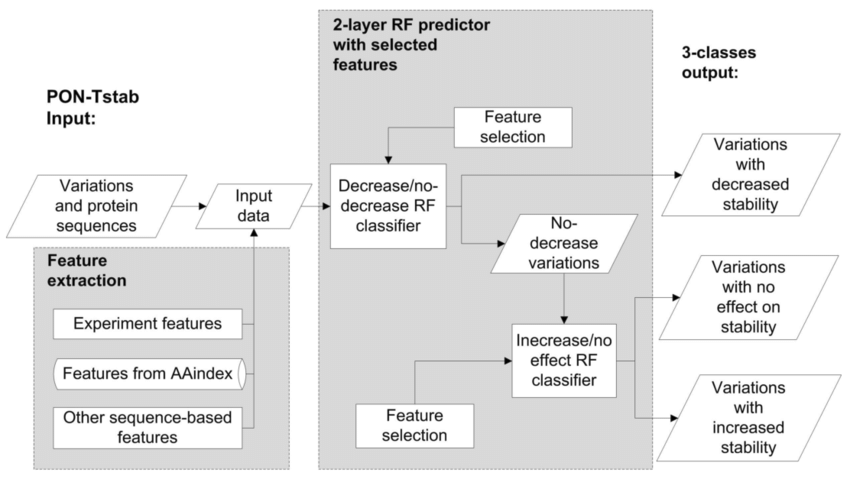 2-layer RF predictor
with selected
features
3-classes
output:
PON-Tstab
Input:
Feature
selection
Variations
with
decreased
stability
Variations
and protein
sequences
Input
data
Decrease/no-
decrease RF
classifier
No-
decrease
variations
Feature
extraction
Variations
with no
effect on
stability
Experiment features
Inecrease/no
effect RF
classifier
Features from AAindex
Other sequence-based
features
Feature
selection
Variations
with
increased
stability